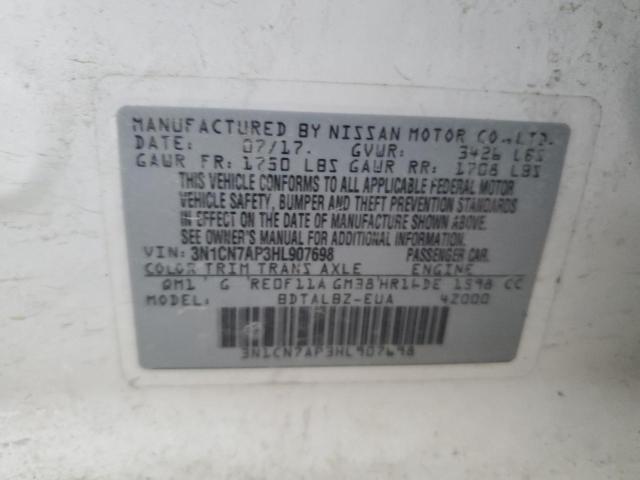 MANUFACTURED BY NISSAN MOTOR CO.,LTD.
DATE: 07/17. GVWR: 3426 LBS
GAWR FR: 1750 LBS GAWR RR: 1708 LBS
THIS VEHICLE CONFORMS TO ALL APPLICABLE FEDERAL MOTOR
VEHICLE SAFETY, BUMPER AND THEFT PREVENTION STANDARDS
IN EFFECT ON THE DATE OF MANUFACTURE SHOWN ABOVE.
SEE OWNER'S MANUAL FOR ADDITIONAL INFORMATION
VIN: 3N1CN7AP3HL907698 PASSENGER CAR.
COLOR TRIM TRANS AXLE ENGINE
QM1 G RE0F11A GM38 HR16DE 1598 CC
MODEL: BDTALBZ-EUA 42000
3N1CN7AP3HL907698